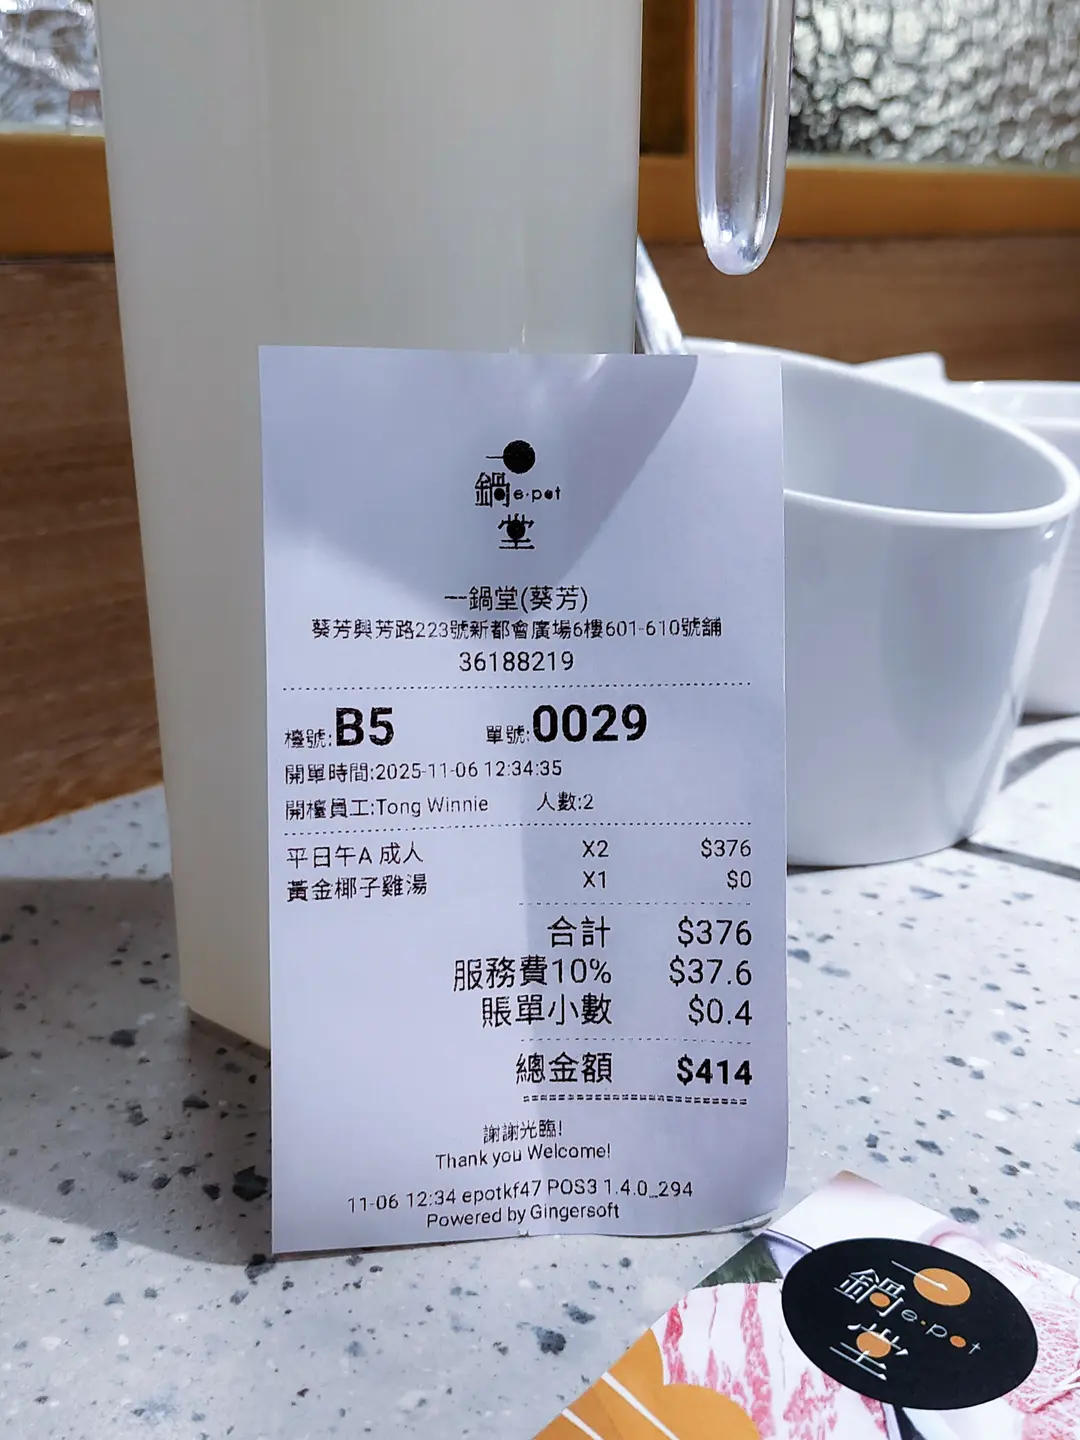 一
鍋 e·pot
堂
一鍋堂(葵芳)
葵芳興芳路223號新都會廣場6樓601-610號舖
36188219
檯號:B5 單號:0029
開單時間:2025-11-06 12:34:35
開檯員工:Tong Winnie 人數:2
平日午A 成人 X2 $376
黃金椰子雞湯 X1 $0
合計 $376
服務費10% $37.6
賬單小數 $0.4
總金額 $414
謝謝光臨!
Thank you Welcome!
11-06 12:34 epotkf47 POS3 1.4.0_294
Powered by Gingersoft
一
鍋 e·pot
堂